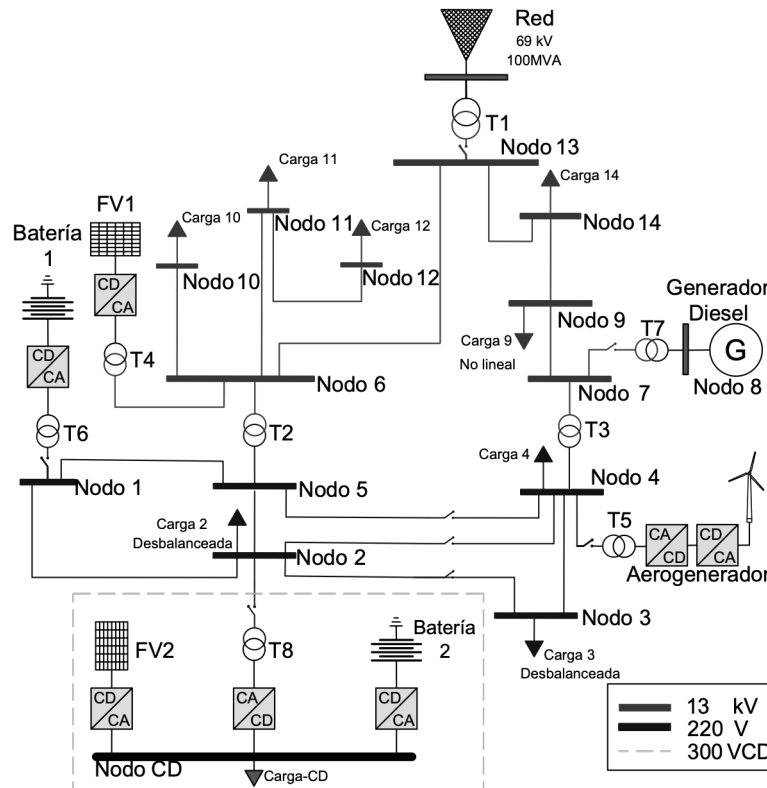 Red
69 kV
100MVA
T1
Nodo 13
Carga 11
Carga 14
FV1
Carga 10
Nodo 11
Carga 12
Nodo 14
Batería
1
CD
CA
Nodo 10
Nodo 12
Generador
Diesel
Nodo 9
T7
G
CD
CA
T4
Carga 9
No lineal
Nodo 6
Nodo 7
Nodo 8
T6
T2
T3
Carga 4
Nodo 1
Nodo 5
Nodo 4
Carga 2
Desbalanceada
T5
CA
CD
CD
CA
Nodo 2
Aerogenerador
Nodo 3
FV2
T8
Batería
2
Carga 3
Desbalanceada
CD
CA
CA
CD
CD
CA
13 kV
220 V
300 VCD
Nodo CD
Carga-CD